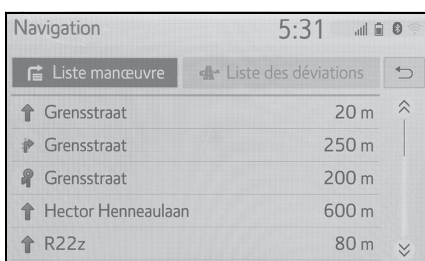 Navigation 5:31
Liste manœuvre Liste des déviations
Grensstraat 20 m
Grensstraat 250 m
Grensstraat 200 m
Hector Henneaulaan 600 m
R22z 80 m